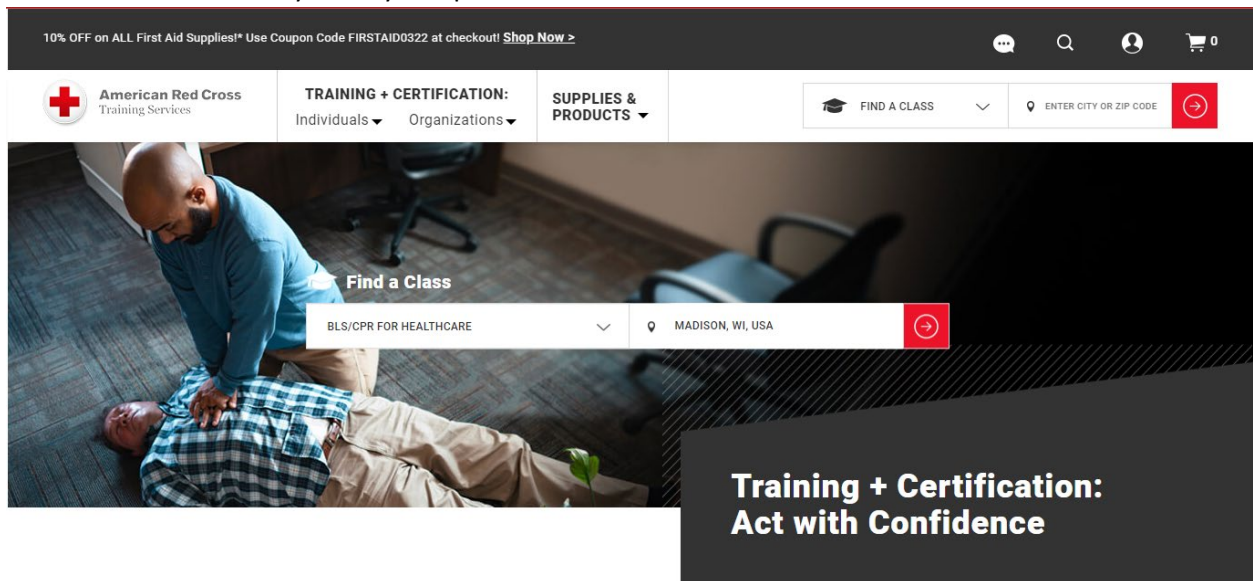 10% OFF on ALL First Aid Supplies!* Use Coupon Code FIRSTAID0322 at checkout! Shop Now >
0
American Red Cross
Training Services
TRAINING + CERTIFICATION:
Individuals
Organizations
SUPPLIES &
PRODUCTS
FIND A CLASS
ENTER CITY OR ZIP CODE
Find a Class
BLS/CPR FOR HEALTHCARE
MADISON, WI, USA
Training + Certification:
Act with Confidence